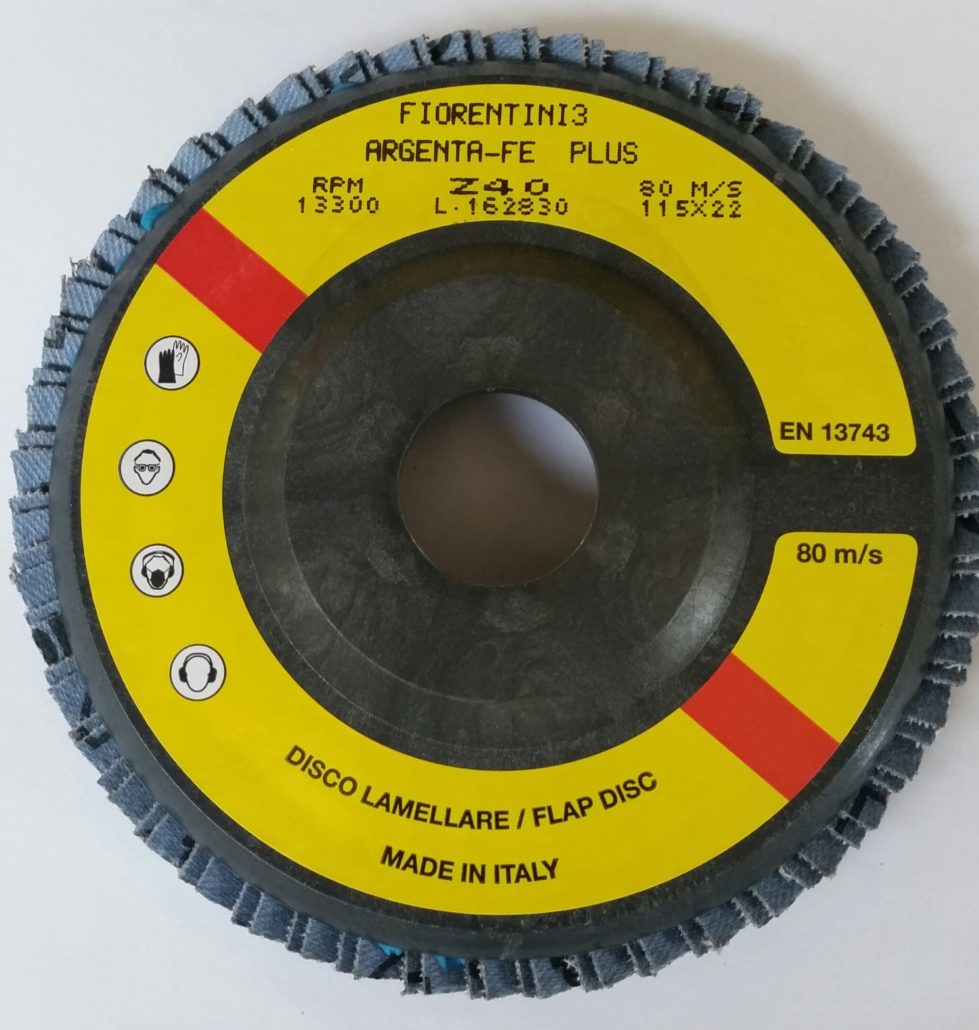 FIORENTINI3
ARGENTA-FE PLUS
RPM Z40 80 M/S
13300 L.162830 115X22
EN 13743
80 m/s
DISCO LAMELLARE / FLAP DISC
MADE IN ITALY